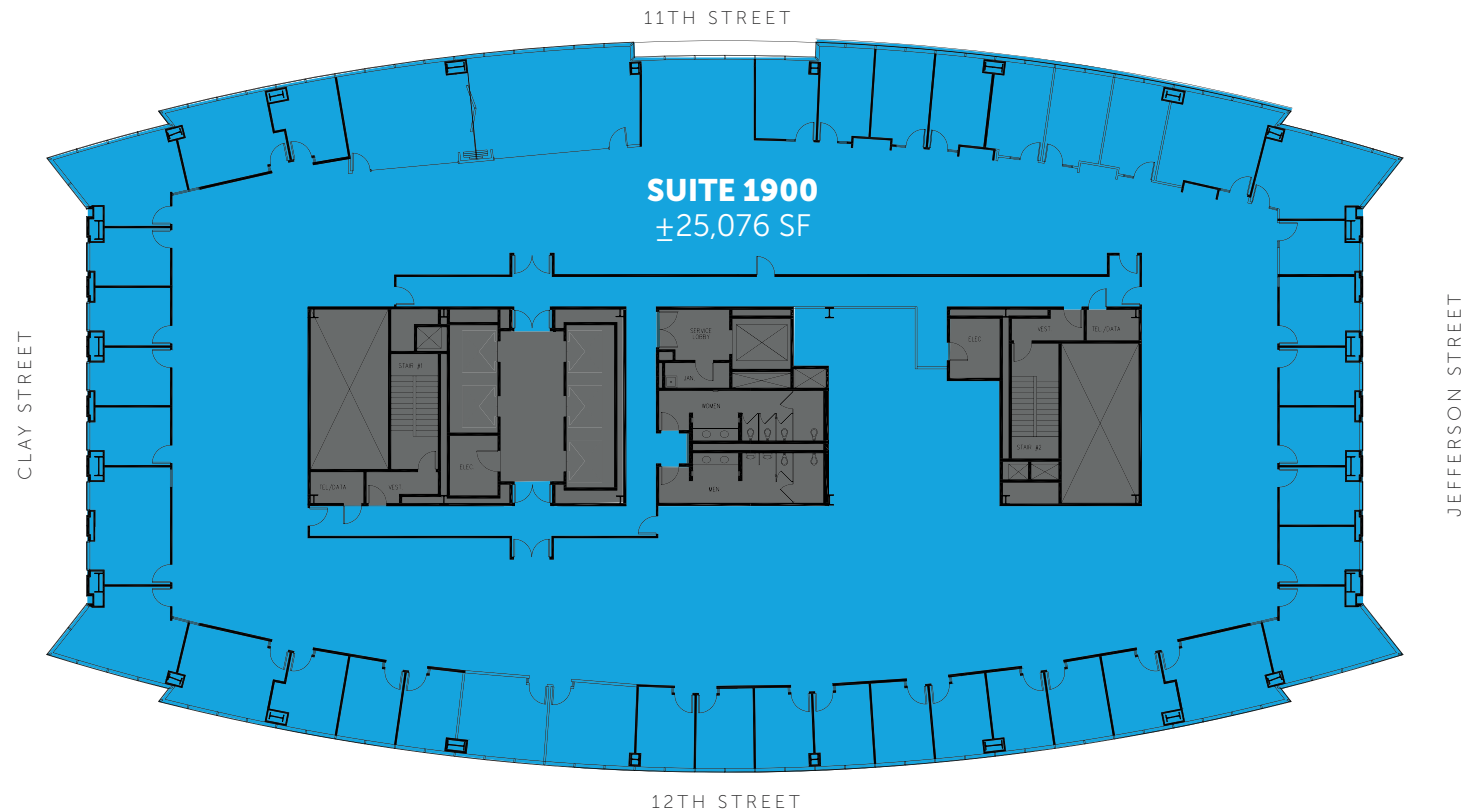 11TH STREET
SUITE 1900
±25,076 SF
CLAY STREET
JEFFERSON STREET
SERVICE
LOBBY
VEST
TEL/DATA
ELEC
STAIR #1
JAN
WOMEN
STAIR #2
ELEC
TEL/DATA
VEST
MEN
12TH STREET